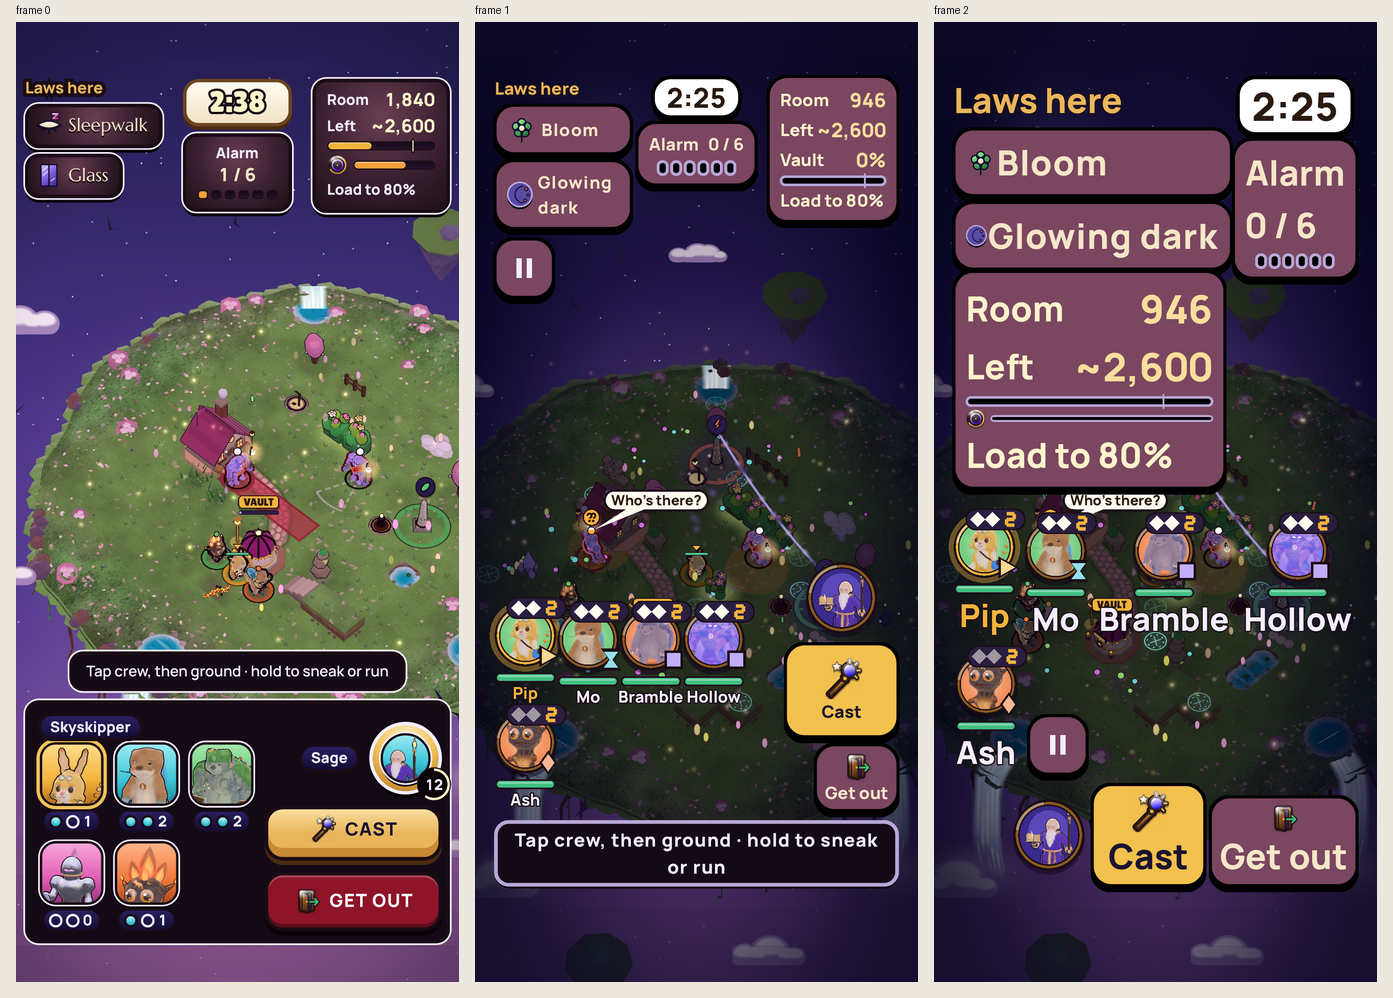 frame 0
Laws here
Sleepwalk
Glass
2:38
Alarm
1 / 6
Room 1,840
Left ~2,600
Load to 80%
VAULT
Tap crew, then ground · hold to sneak or run
Skyskipper
1
2
2
0
1
Sage
12
CAST
GET OUT
frame 1
Laws here
Bloom
Glowing
dark
2:25
Alarm 0 / 6
Room 946
Left ~2,600
Vault 0%
Load to 80%
Who's there?
??
2
2
2
2
Pip
Mo
Bramble
Hollow
2
Ash
Cast
Get out
Tap crew, then ground · hold to sneak
or run
frame 2
Laws here
Bloom
Glowing dark
2:25
Alarm
0 / 6
Room 946
Left ~2,600
Load to 80%
Who's there?
2
2
2
2
VAULT
Pip
Mo
Bramble
Hollow
2
Ash
Cast
Get out